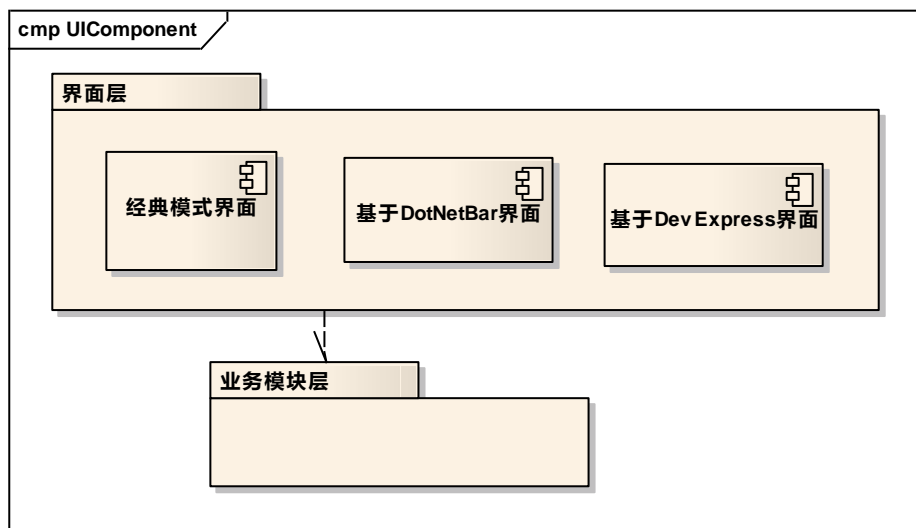 cmp UIComponent
界面层
经典模式界面
基于DotNetBar界面
基于DevExpress界面
业务模块层